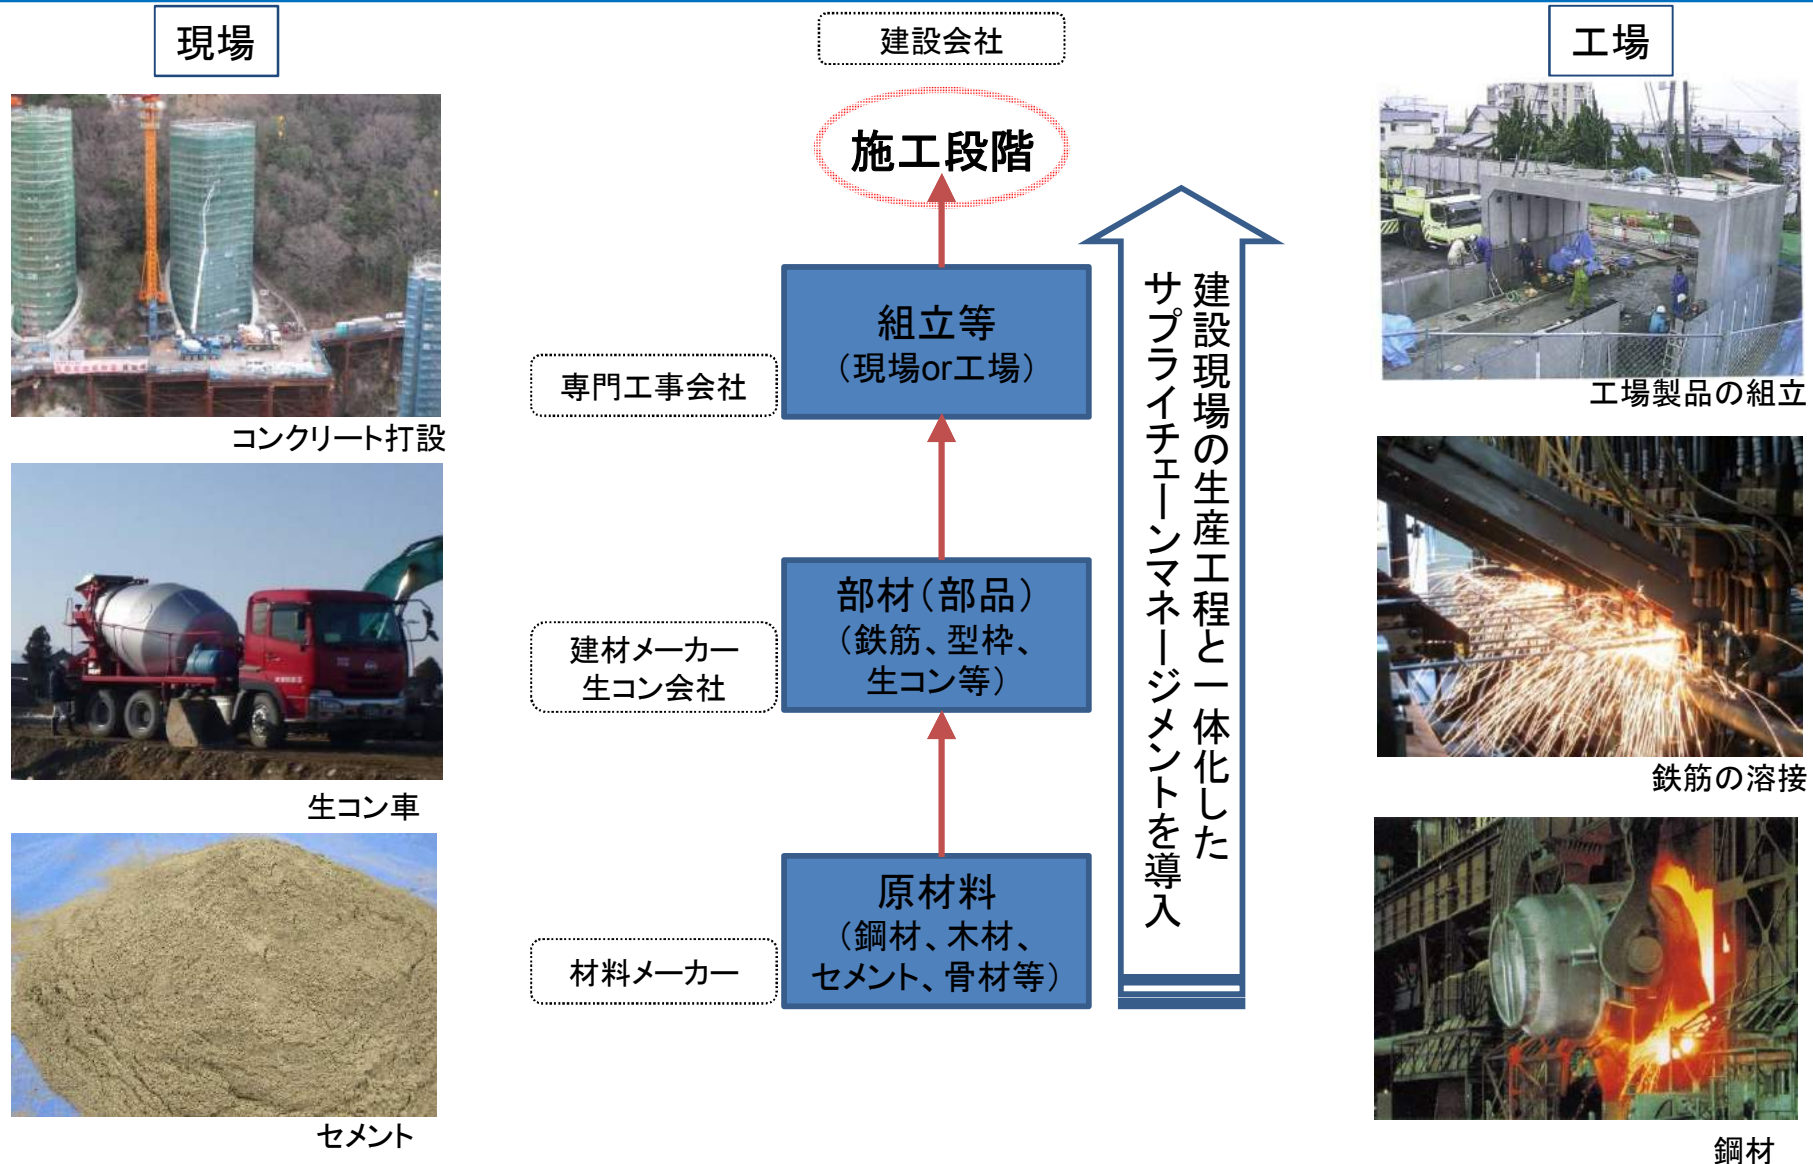 現場
コンクリート打設
生コン車
セメント
建設会社
施工段階
組立等
（現場or工場）
専門工事会社
部材（部品）
（鉄筋、型枠、
生コン等）
建材メーカー
生コン会社
原材料
（鋼材、木材、
セメント、骨材等）
材料メーカー
建設現場の生産工程と一体化した
サプライチェーンマネージメントを導入
工場
工場製品の組立
鉄筋の溶接
鋼材